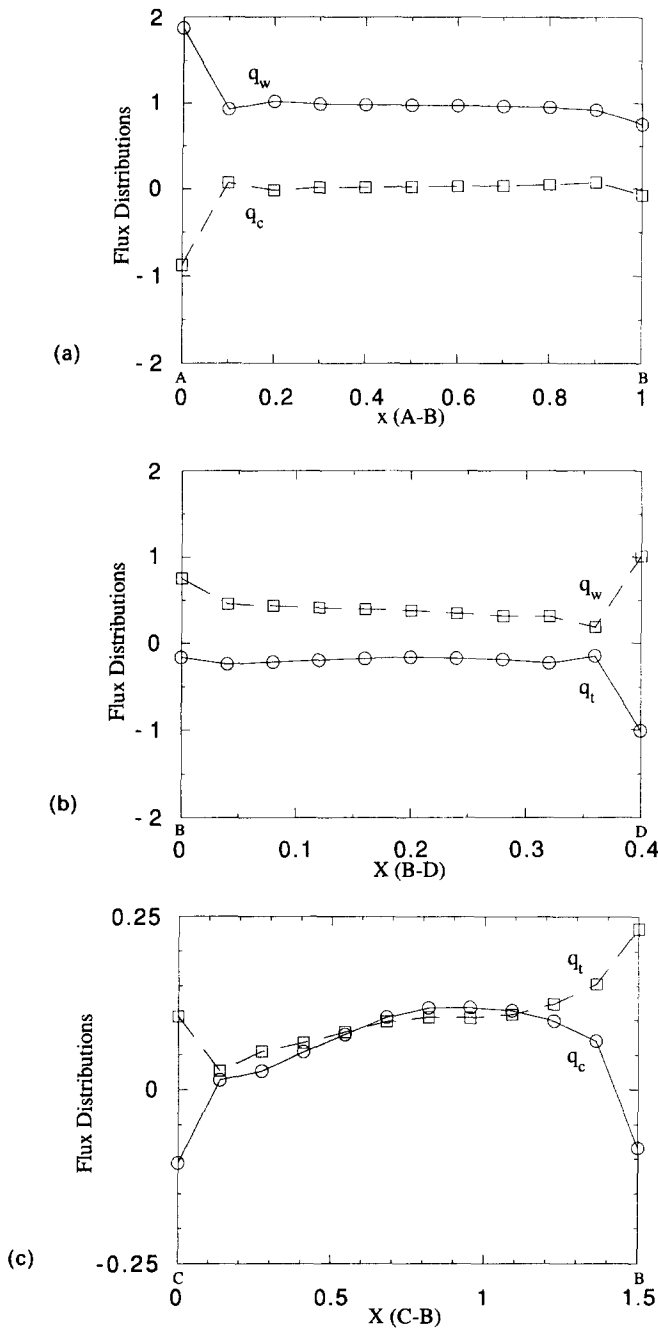 2
q_w
1
Flux Distributions
0
q_c
- 1
(a)
- 2
A B
0 0.2 0.4 0.6 0.8 1
x (A-B)
2
1
q_w
Flux Distributions
0
q_t
- 1
(b)
- 2
B D
0 0.1 0.2 0.3 0.4
X (B-D)
0.25
q_t
q_c
0
Flux Distributions
(c)
-0.25
C B
0 0.5 1 1.5
X (C-B)